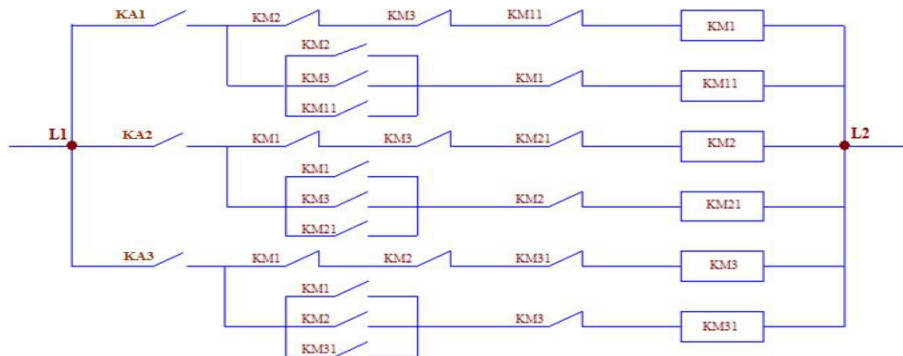 KA1 KM2 KM3 KM11 KM1
KM2
KM3 KM1 KM11
KM11
L1 KA2 KM1 KM3 KM21 KM2 L2
KM1
KM3 KM2 KM21
KM21
KA3 KM1 KM2 KM31 KM3
KM1
KM2 KM3 KM31
KM31